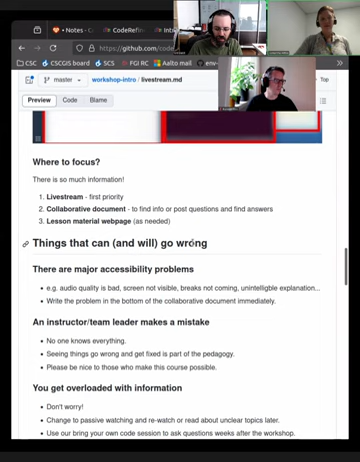 Notes - C
CodeRefin
Intr
https://github.com/code
CSC
CSCGIS board
SCS
FGI RC
Aalto mail
env-
master
workshop-intro / livestream.md
Top
Preview
Code
Blame
Where to focus?
There is so much information!
1. Livestream - first priority
2. Collaborative document - to find info or post questions and find answers
3. Lesson material webpage (as needed)
Things that can (and will) go wrong
There are major accessibility problems
e.g. audio quality is bad, screen not visible, breaks not coming, unintelligble explanation...
Write the problem in the bottom of the collaborative document immediately.
An instructor/team leader makes a mistake
No one knows everything.
Seeing things go wrong and get fixed is part of the pedagogy.
Please be nice to those who make this course possible.
You get overloaded with information
Don't worry!
Change to passive watching and re-watch or read about unclear topics later.
Use our bring your own code session to ask questions weeks after the workshop.